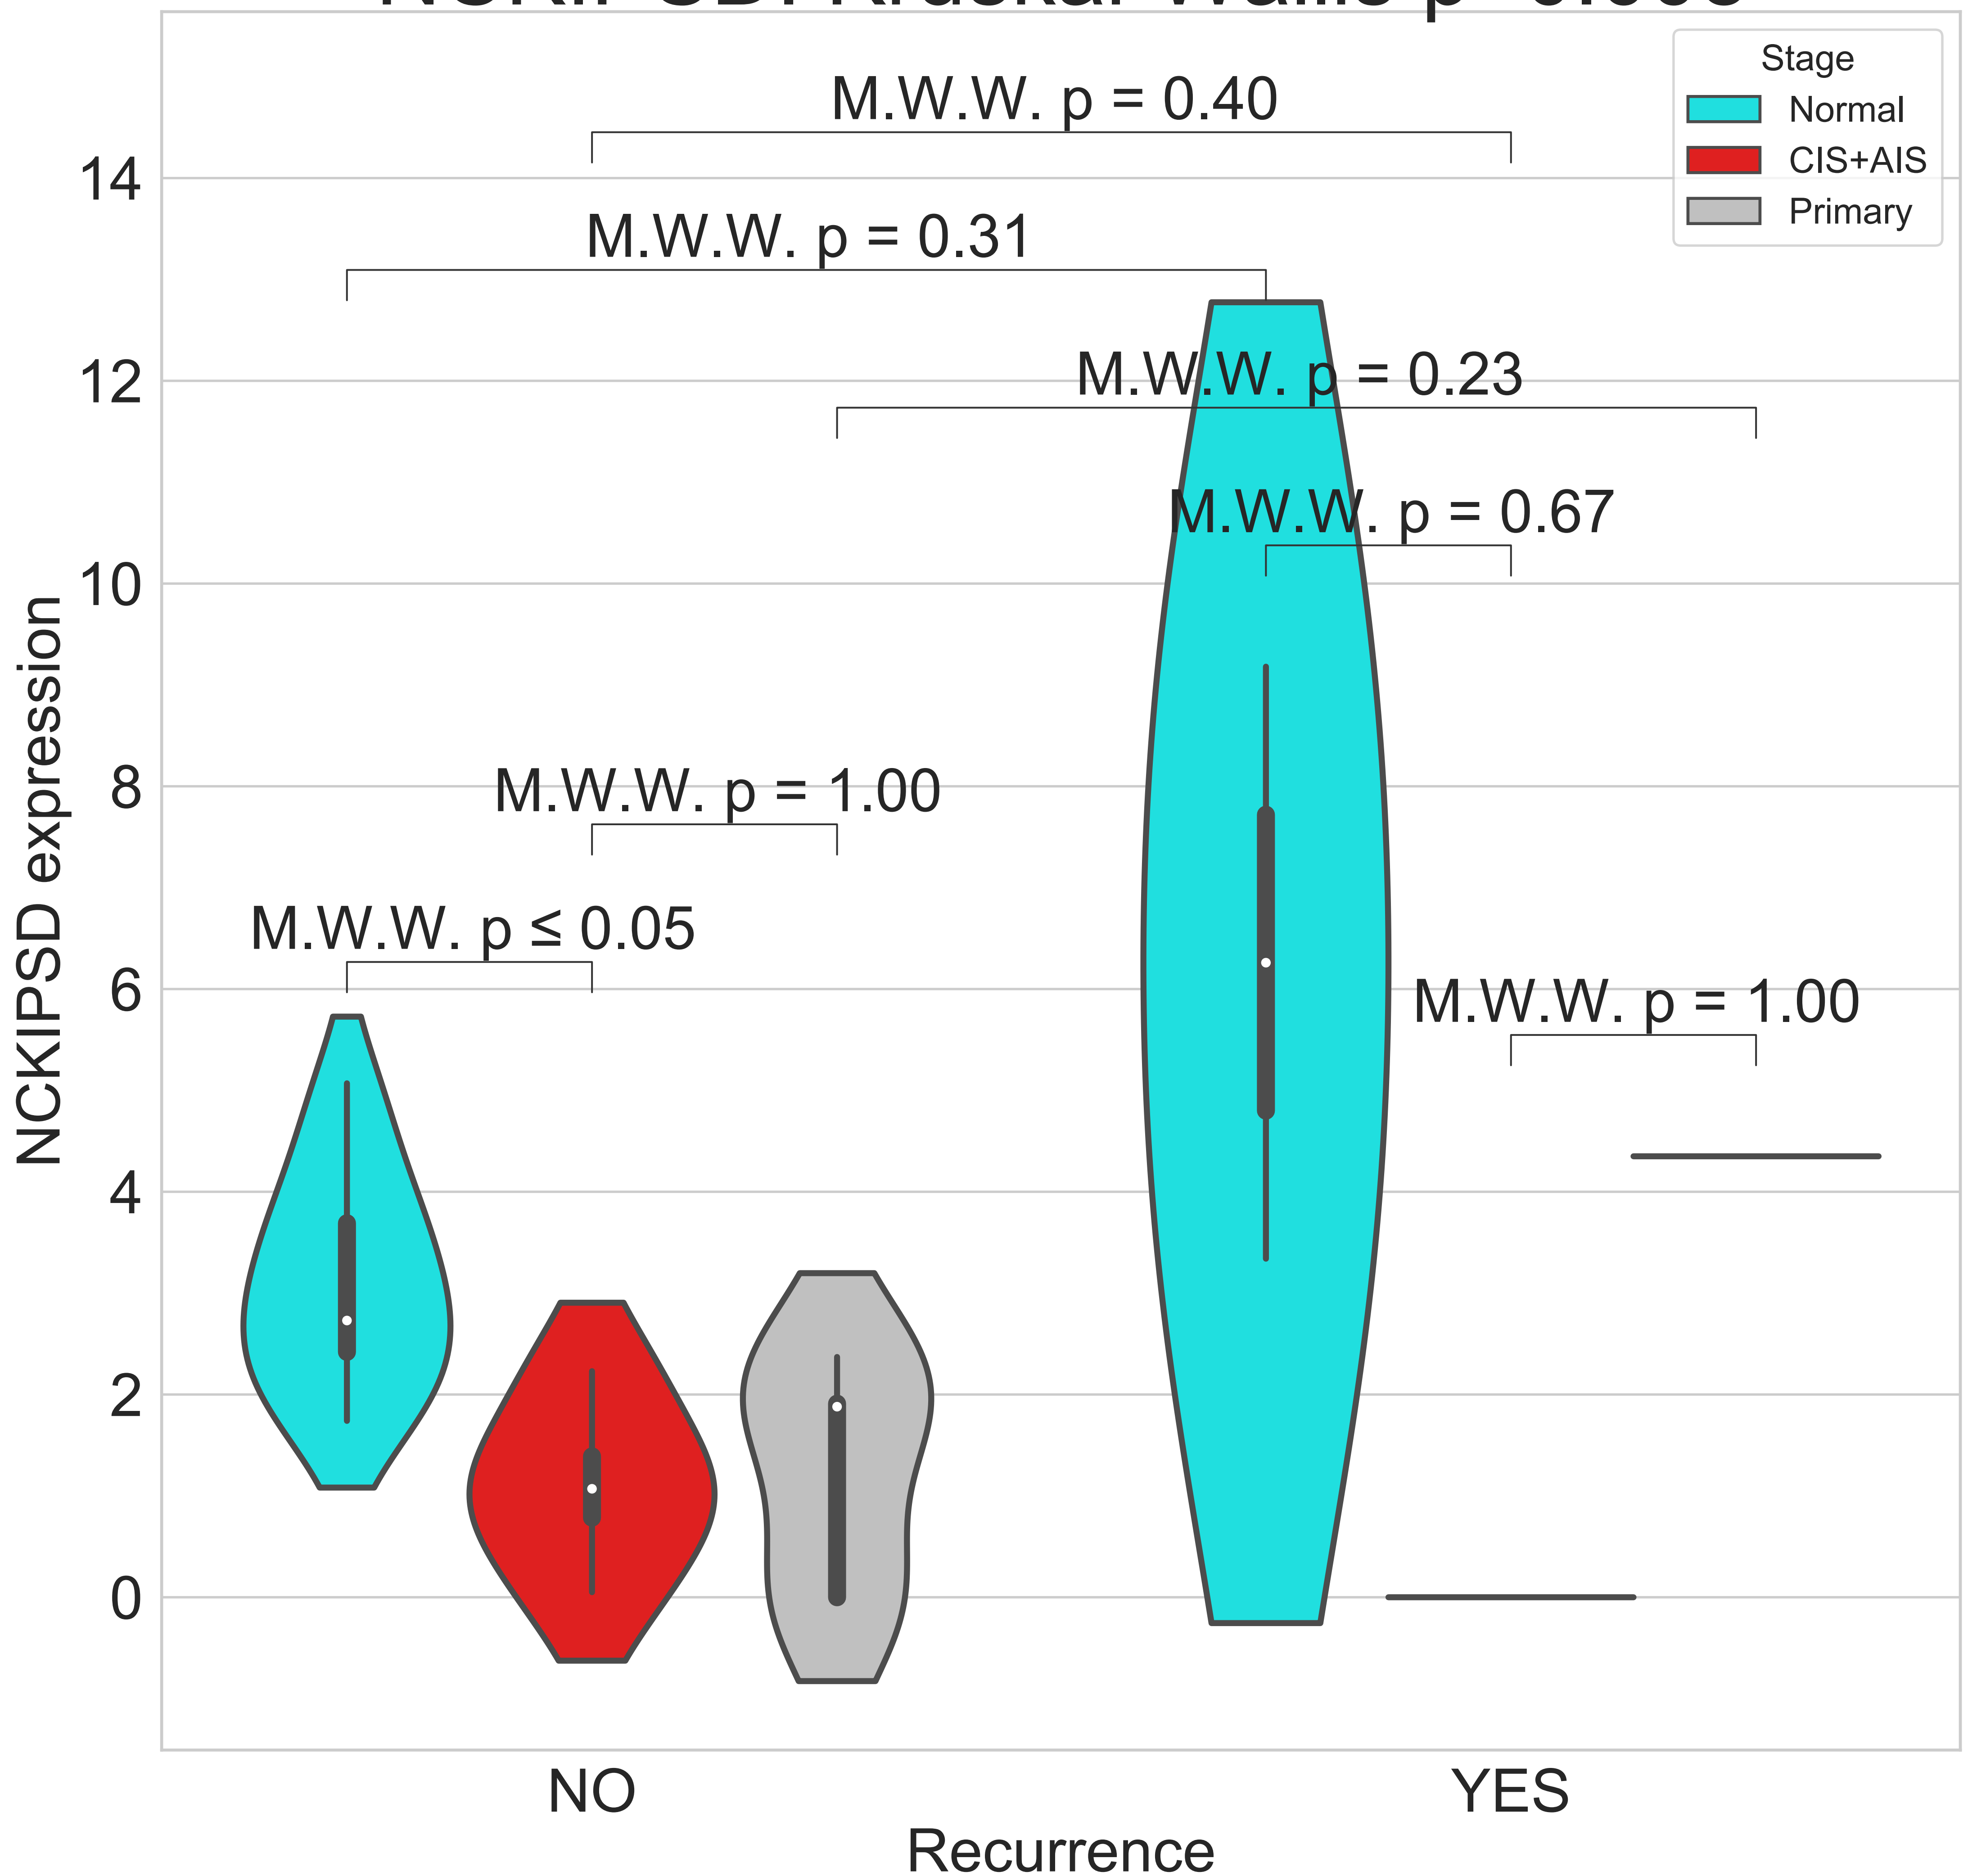 Stage
Normal
CIS+AIS
Primary
M.W.W. p = 0.40
M.W.W. p = 0.31
M.W.W. p = 0.23
M.W.W. p = 0.67
M.W.W. p = 1.00
M.W.W. p ≤ 0.05
M.W.W. p = 1.00
14
12
10
8
6
4
2
0
NCKIPSD expression
NO
YES
Recurrence